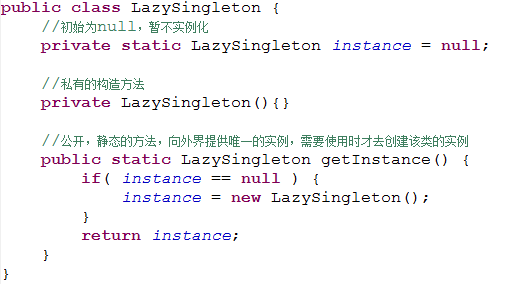 public class LazySingleton {
    //初始为null，暂不实例化
    private static LazySingleton instance = null;
    //私有的构造方法
    private LazySingleton(){}
    //公开，静态的方法，向外界提供唯一的实例，需要使用时才去创建该类的实例
    public static LazySingleton getInstance() {
        if( instance == null ) {
            instance = new LazySingleton();
        }
        return instance;
    }
}